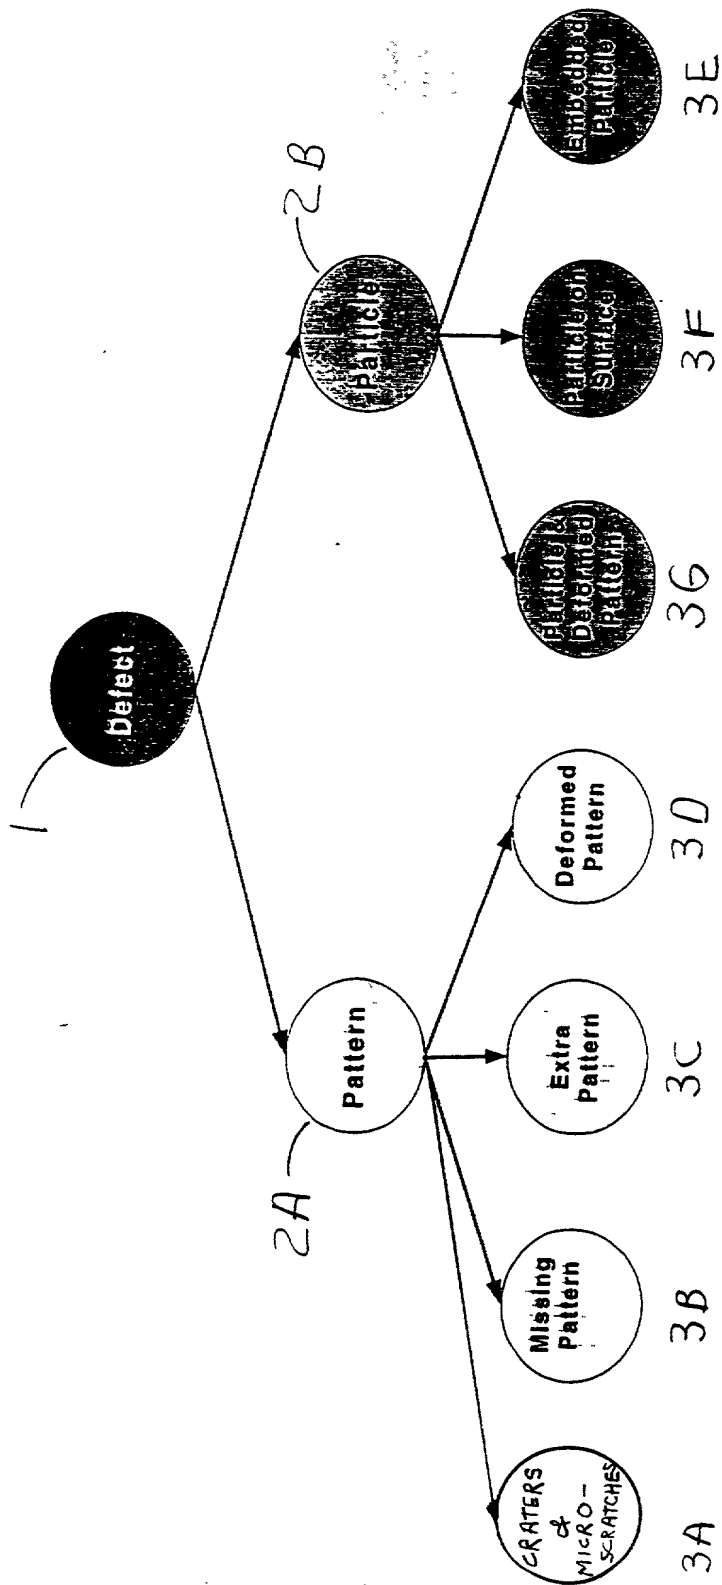 1
Defect
2A
Pattern
2B
Particle
CRATERS
&
MICRO-
SCRATCHES
Missing
Pattern
Extra
Pattern
Deformed
Pattern
Particle &
Deformed
Pattern
Particle on
Surface
Embedded
Particle
3A
3B
3C
3D
3G
3F
3E